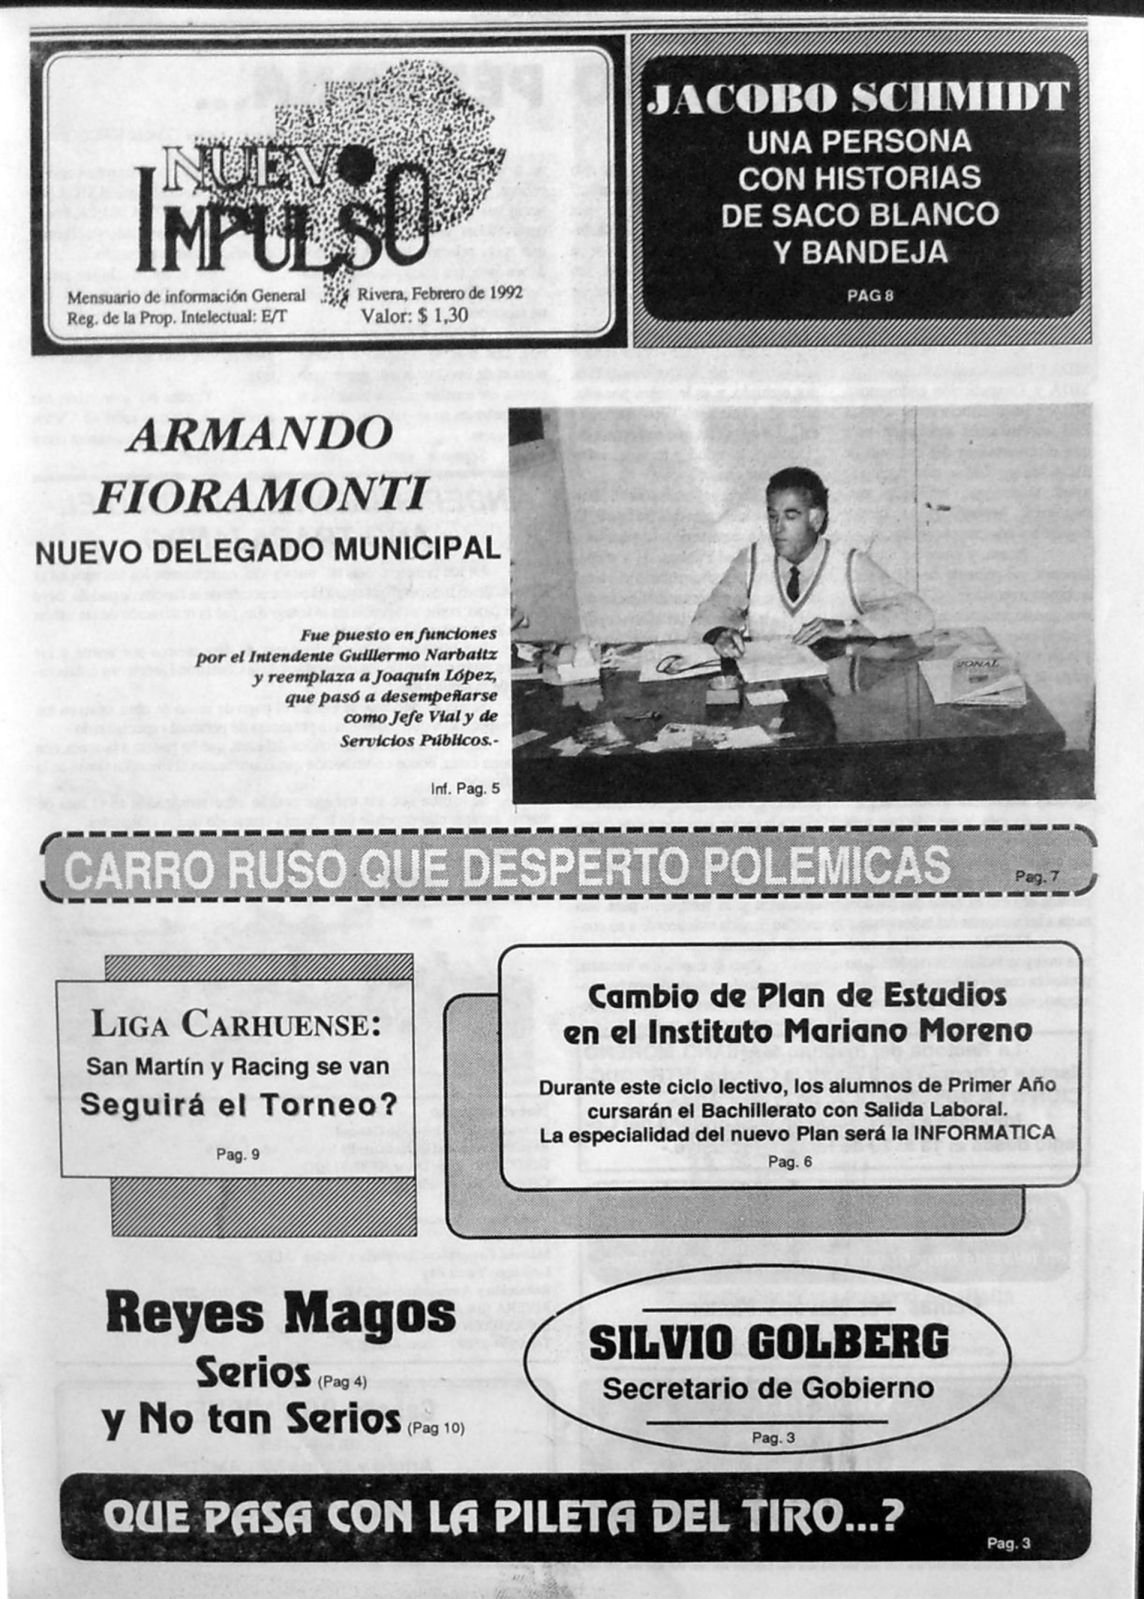 NUEVO
IMPULSO
Mensuario de información General
Reg. de la Prop. Intelectual: E/T
Rivera, Febrero de 1992
Valor: $ 1,30
JACOBO SCHMIDT
UNA PERSONA
CON HISTORIAS
DE SACO BLANCO
Y BANDEJA
PAG 8
ARMANDO
FIORAMONTI
NUEVO DELEGADO MUNICIPAL
Fue puesto en funciones
por el Intendente Guillermo Narbaitz
y reemplaza a Joaquín López,
que pasó a desempeñarse
como Jefe Vial y de
Servicios Públicos.-
Inf. Pag. 5
ZONAL
CARRO RUSO QUE DESPERTO POLEMICAS
Pag. 7
LIGA CARHUENSE:
San Martín y Racing se van
Seguirá el Torneo?
Pag. 9
Cambio de Plan de Estudios
en el Instituto Mariano Moreno
Durante este ciclo lectivo, los alumnos de Primer Año
cursarán el Bachillerato con Salida Laboral.
La especialidad del nuevo Plan será la INFORMATICA
Pag. 6
Reyes Magos
Serios (Pag 4)
y No tan Serios (Pag 10)
SILVIO GOLBERG
Secretario de Gobierno
Pag. 3
QUE PASA CON LA PILETA DEL TIRO...?
Pag. 3